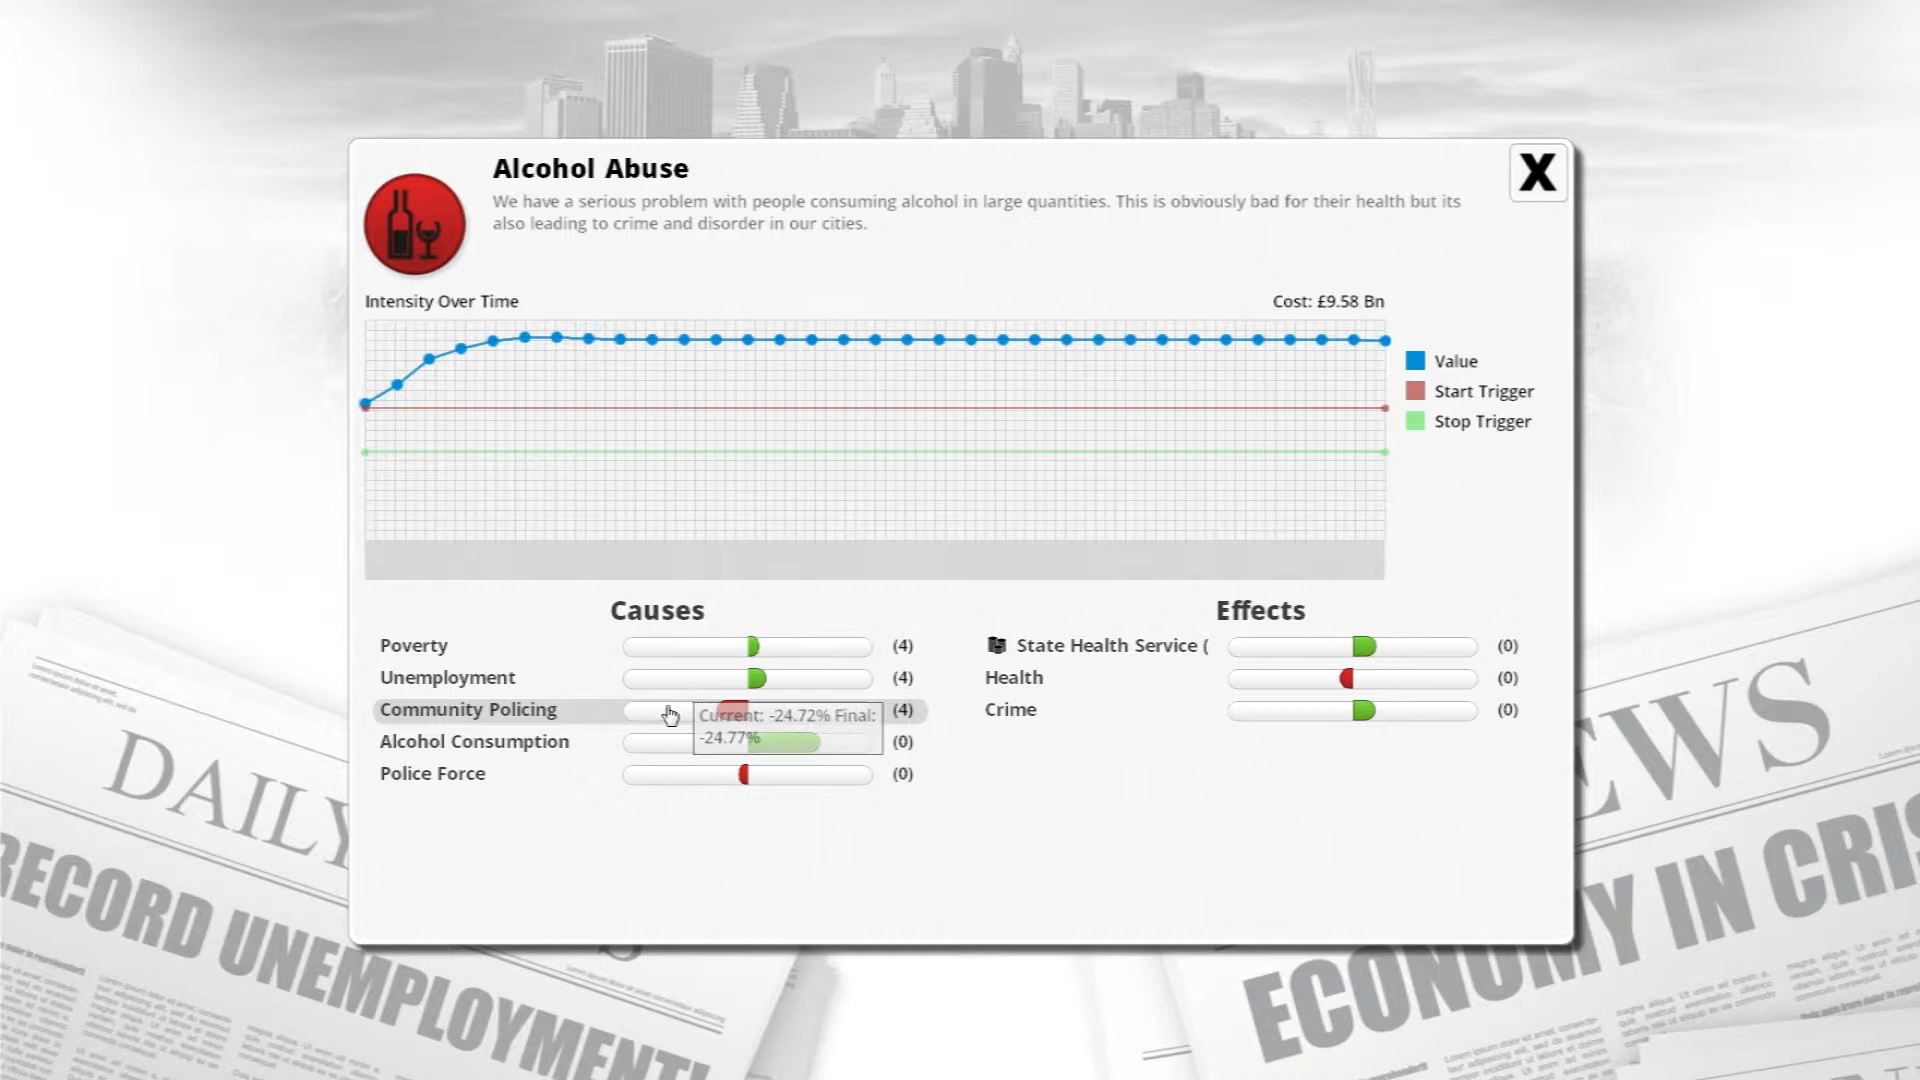 Alcohol Abuse
X
We have a serious problem with people consuming alcohol in large quantities. This is obviously bad for their health but its
also leading to crime and disorder in our cities.
Intensity Over Time
Cost: £9.58 Bn
Value
Start Trigger
Stop Trigger
Causes
Effects
Poverty (4)
Unemployment (4)
Community Policing (4)
Current: -24.72% Final:
-24.77%
Alcohol Consumption (0)
Police Force (0)
State Health Service ( (0)
Health (0)
Crime (0)
DAILY
RECORD UNEMPLOYMENT!
EWS
ECONOMY IN CRIS